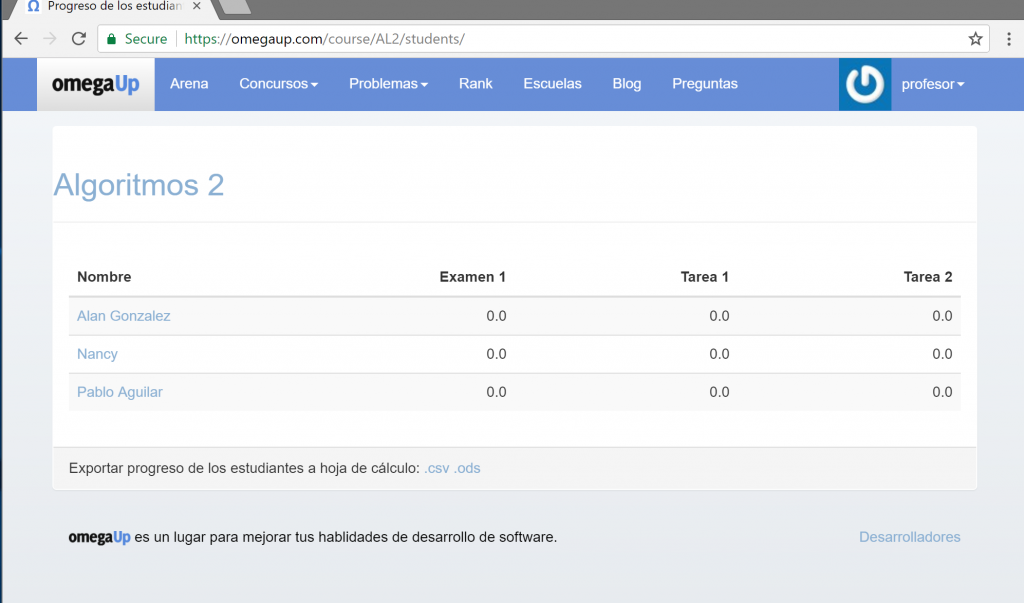 Ω Progreso de los estudian ×
Secure https://omegaup.com/course/AL2/students/
omegaUp Arena Concursos Problemas Rank Escuelas Blog Preguntas profesor
Algoritmos 2
Nombre Examen 1 Tarea 1 Tarea 2
Alan Gonzalez 0.0 0.0 0.0
Nancy 0.0 0.0 0.0
Pablo Aguilar 0.0 0.0 0.0
Exportar progreso de los estudiantes a hoja de cálculo: .csv .ods
omegaUp es un lugar para mejorar tus hablidades de desarrollo de software. Desarrolladores